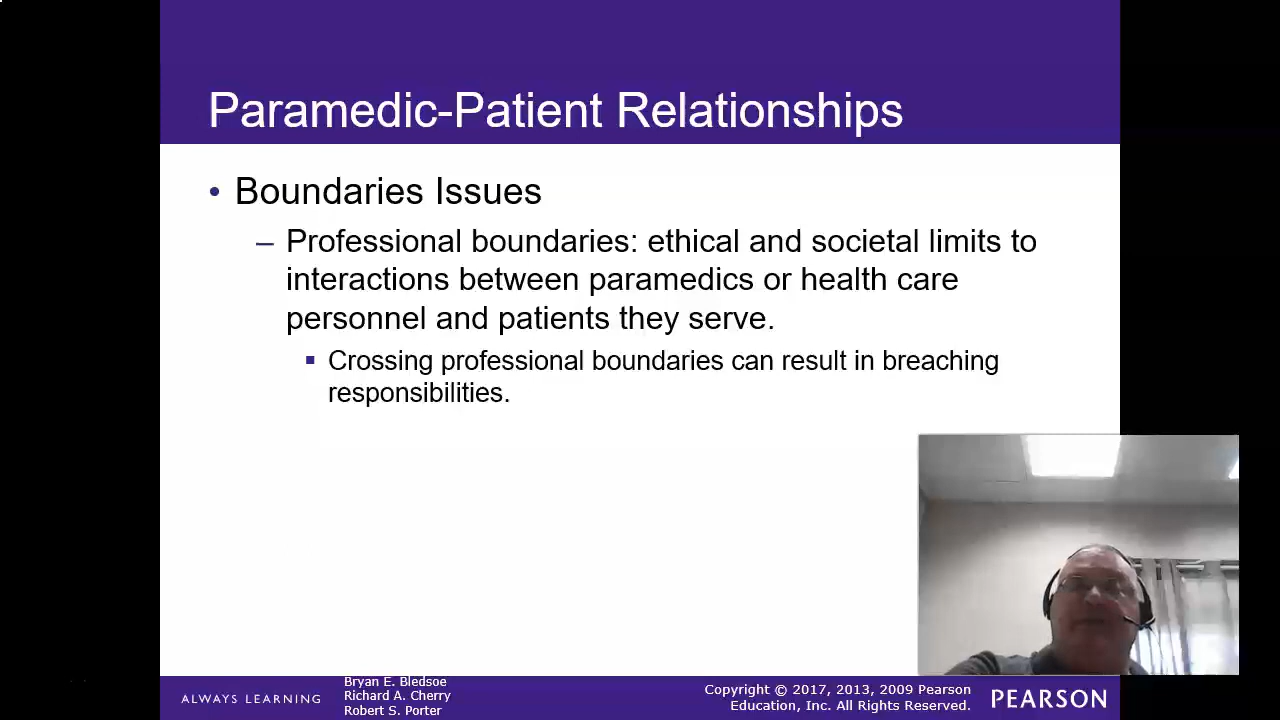 Paramedic-Patient Relationships
• Boundaries Issues
– Professional boundaries: ethical and societal limits to
interactions between paramedics or health care
personnel and patients they serve.
▪ Crossing professional boundaries can result in breaching
responsibilities.
ALWAYS LEARNING
Bryan E. Bledsoe
Richard A. Cherry
Robert S. Porter
Copyright © 2017, 2013, 2009 Pearson
Education, Inc. All Rights Reserved.
PEARSON